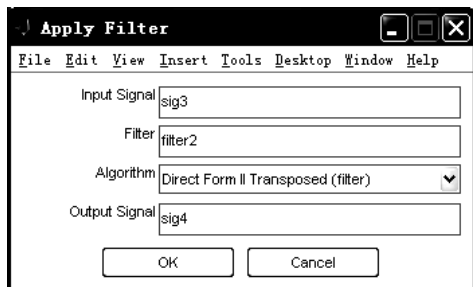 Apply Filter
File Edit View Insert Tools Desktop Window Help
Input Signal sig3
Filter filter2
Algorithm Direct Form II Transposed (filter)
Output Signal sig4
OK Cancel